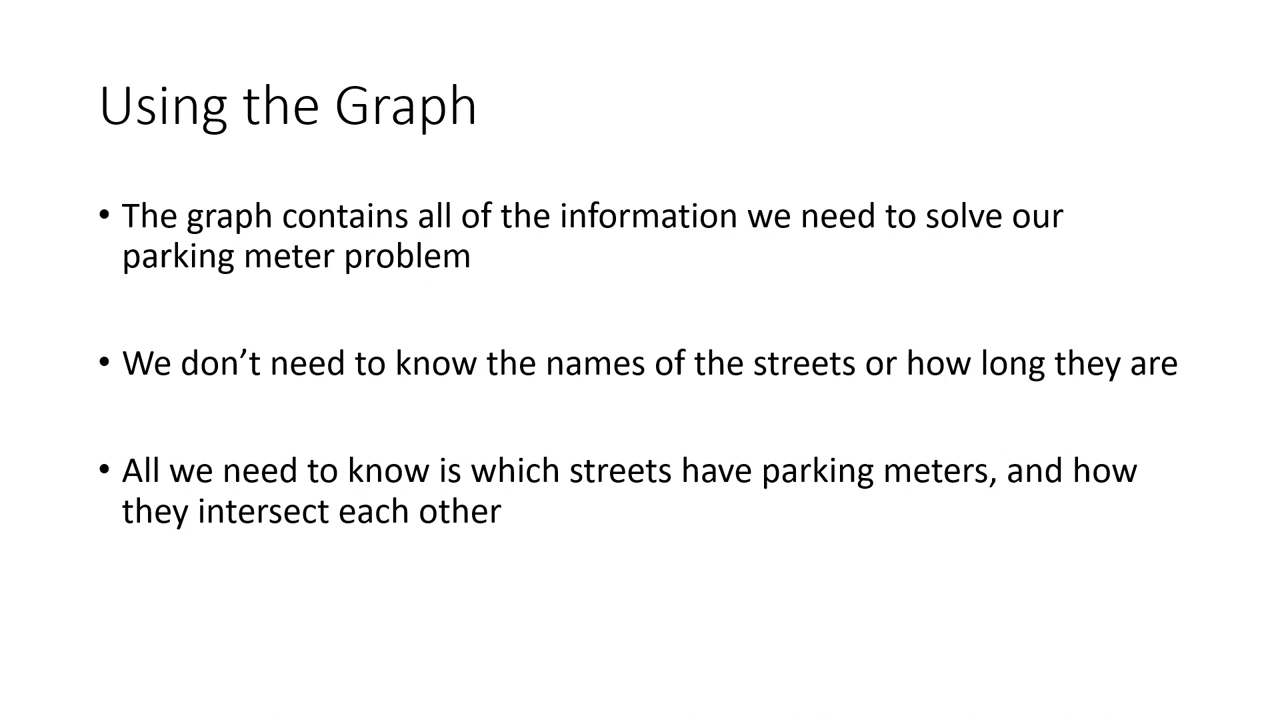 Using the Graph
• The graph contains all of the information we need to solve our
parking meter problem
• We don’t need to know the names of the streets or how long they are
• All we need to know is which streets have parking meters, and how
they intersect each other